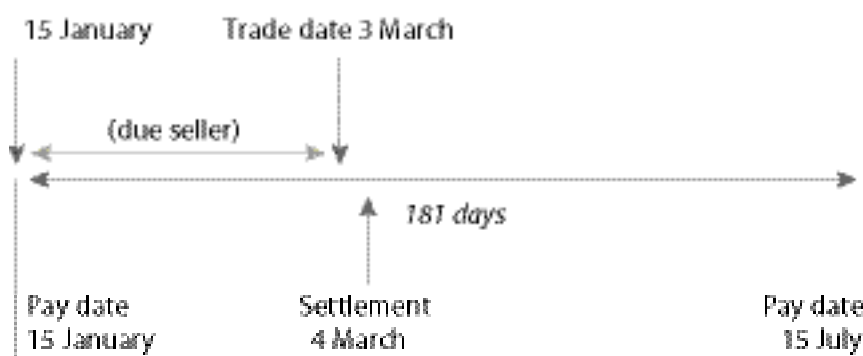 15 January
Trade date 3 March
(due seller)
181 days
Pay date
15 January
Settlement
4 March
Pay date
15 July